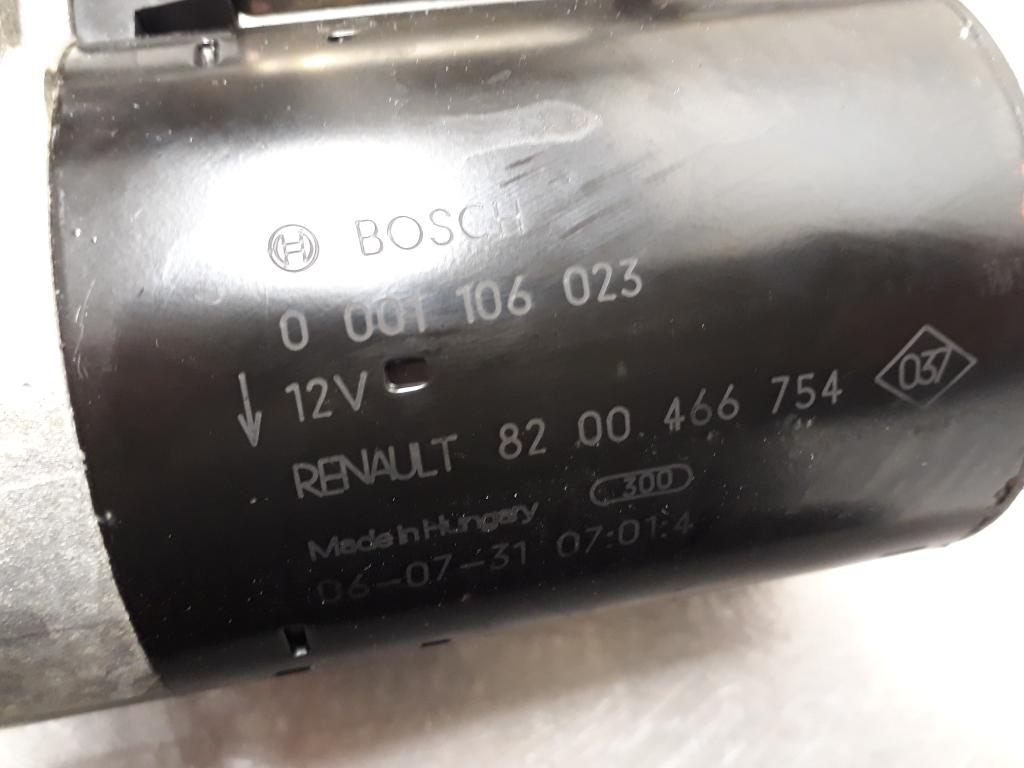 BOSCH
0 001 106 023
12V
RENAULT 82 00 466 754 037
Made in Hungary 300
06-07-31 07:01:4